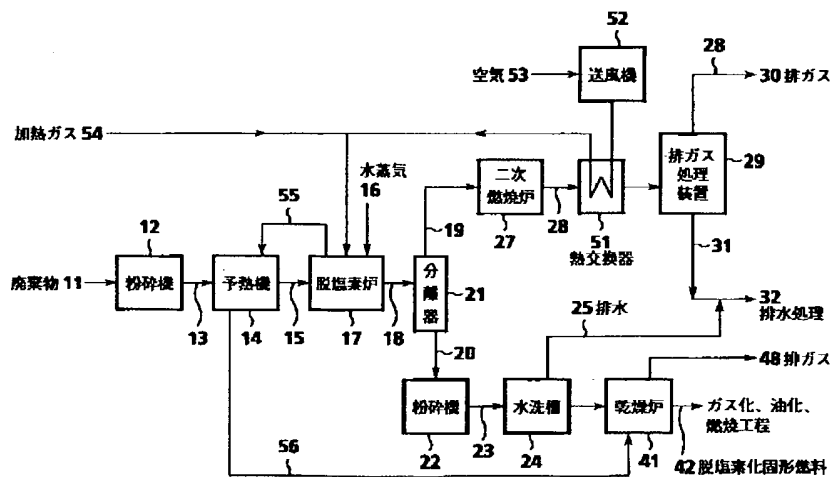 52
空気 53
送風機
28
30 排ガス
加熱ガス 54
排ガス
処理
装置
29
水蒸気
16
二次
燃焼炉
27
28
51
熱交換器
31
12
55
19
廃棄物 11
粉砕機
13
予熱機
14
15
脱塩素炉
17
18
分
離
器
21
32
排水処理
25 排水
20
48 排ガス
粉砕機
22
23
水洗槽
24
乾燥炉
41
ガス化、油化、
燃焼工程
42 脱塩素化固形燃料
56